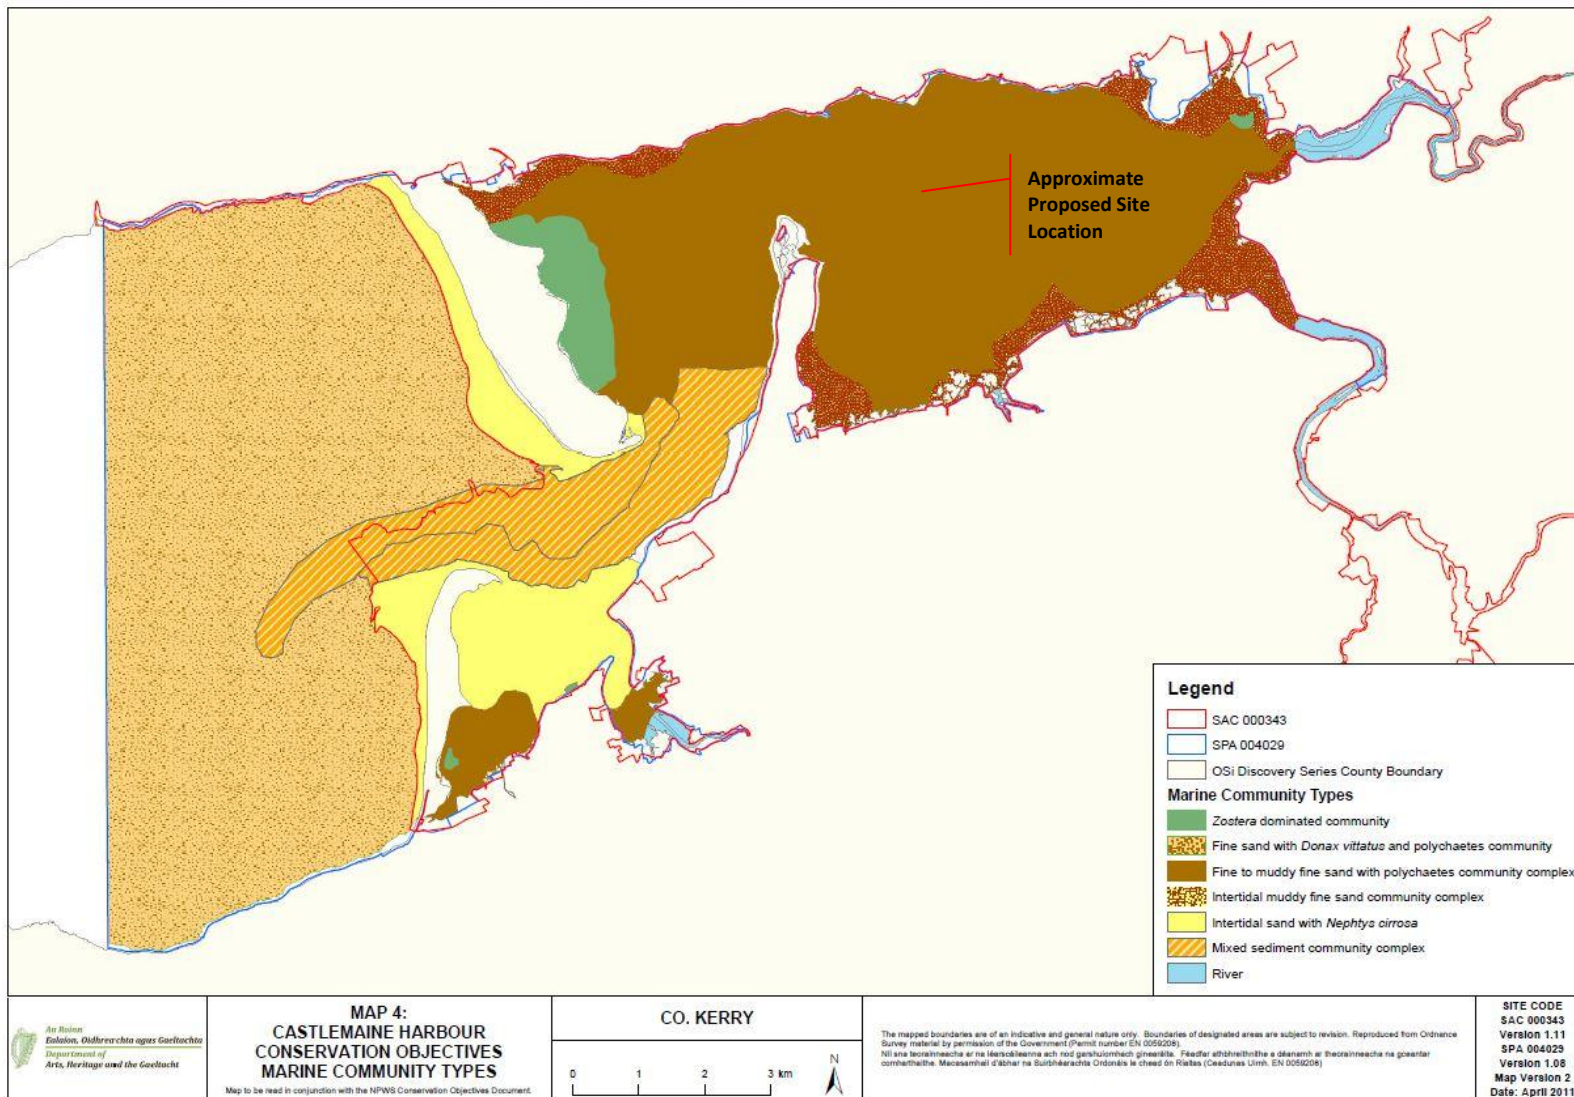 Approximate
Proposed Site
Location
Legend
SAC 000343
SPA 004029
OSi Discovery Series County Boundary
Marine Community Types
Zostera dominated community
Fine sand with Donax vittatus and polychaetes community
Fine to muddy fine sand with polychaetes community complex
Intertidal muddy fine sand community complex
Intertidal sand with Nephtys cirrosa
Mixed sediment community complex
River
An Roinn
Ealaíon, Oidhreachta agus Gaeltachta
Department of
Arts, Heritage and the Gaeltacht
MAP 4:
CASTLEMAINE HARBOUR
CONSERVATION OBJECTIVES
MARINE COMMUNITY TYPES
Map to be read in conjunction with the NPWS Conservation Objectives Document.
CO. KERRY
0 1 2 3 km
N
The mapped boundaries are of an indicative and general nature only. Boundaries of designated areas are subject to revision. Reproduced from Ordnance
Survey material by permission of the Government (Permit number EN 0059208).
SITE CODE
SAC 000343
Version 1.11
SPA 004029
Version 1.08
Map Version 2
Date: April 2011